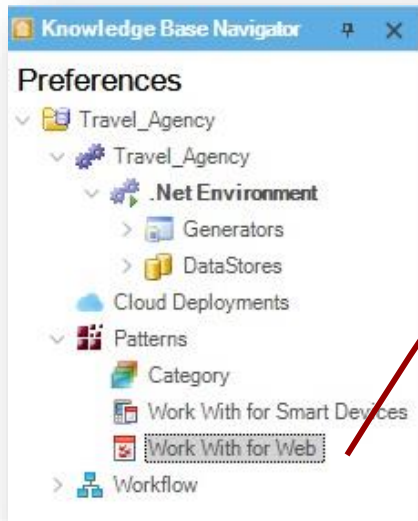 Knowledge Base Navigator
Preferences
Travel_Agency
Travel_Agency
.Net Environment
Generators
DataStores
Cloud Deployments
Patterns
Category
Work With for Smart Devices
Work With for Web
Workflow